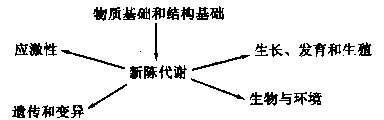 物质基础和结构基础
应激性
生长、发育和生殖
新陈代谢
遗传和变异
生物与环境